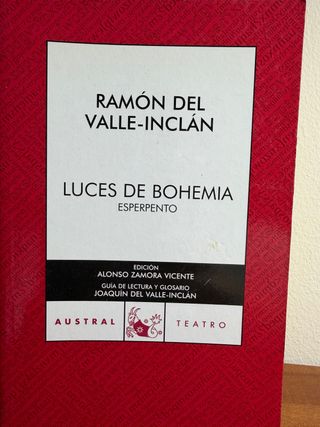 RAMÓN DEL
VALLE-INCLÁN
LUCES DE BOHEMIA
ESPERPENTO
EDICIÓN
ALONSO ZAMORA VICENTE
GUÍA DE LECTURA Y GLOSARIO
JOAQUÍN DEL VALLE-INCLÁN
AUSTRAL TEATRO